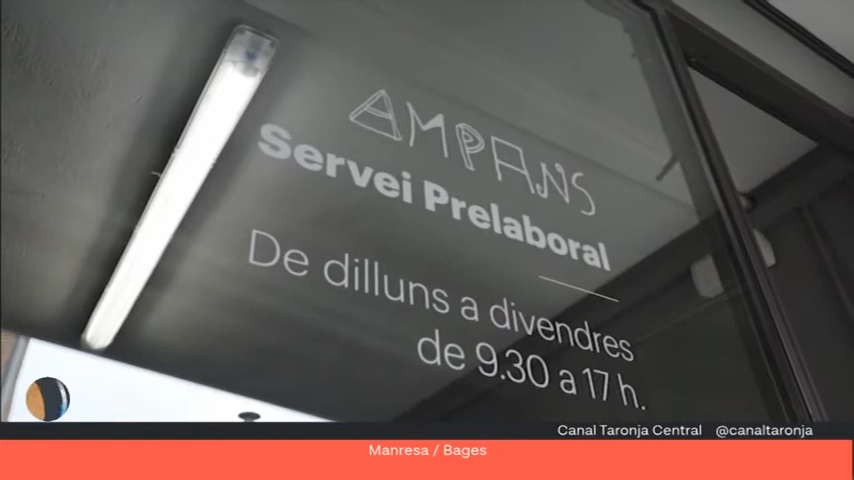 AMPANS
Servei Prelaboral
De dilluns a divendres
de 9.30 a 17 h.
Canal Taronja Central @canaltaronja
Manresa / Bages